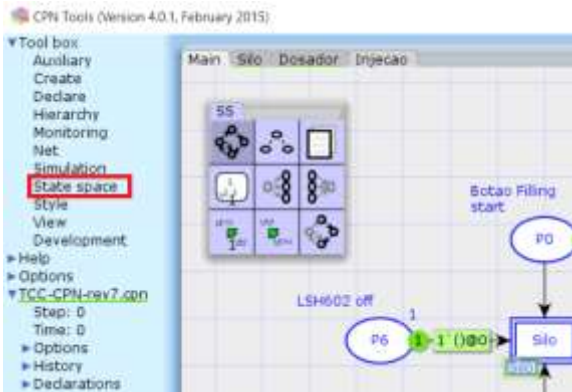 CPN Tools (Version 4.0.1, February 2015)
Tool box
Auxiliary
Create
Declare
Hierarchy
Monitoring
Net
Simulation
State space
Style
View
Development
Help
Options
TCC-CPN-rev7.cpn
Step: 0
Time: 0
Options
History
Declarations
Main Silo Dosador Injecao
SS
Botao Filling
start
P0
LSH602 off
1
P6
1
1`()@0
Silo